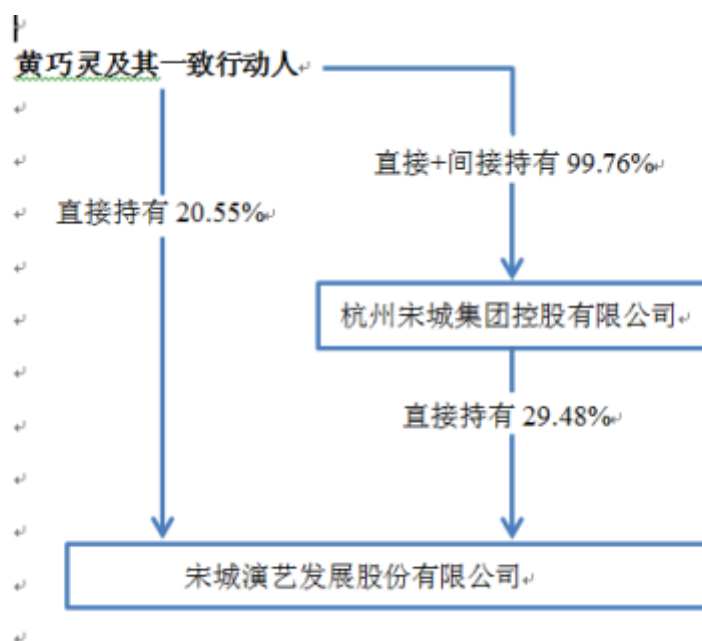 黄巧灵及其一致行动人
直接+间接持有 99.76%
直接持有 20.55%
杭州宋城集团控股有限公司
直接持有 29.48%
宋城演艺发展股份有限公司